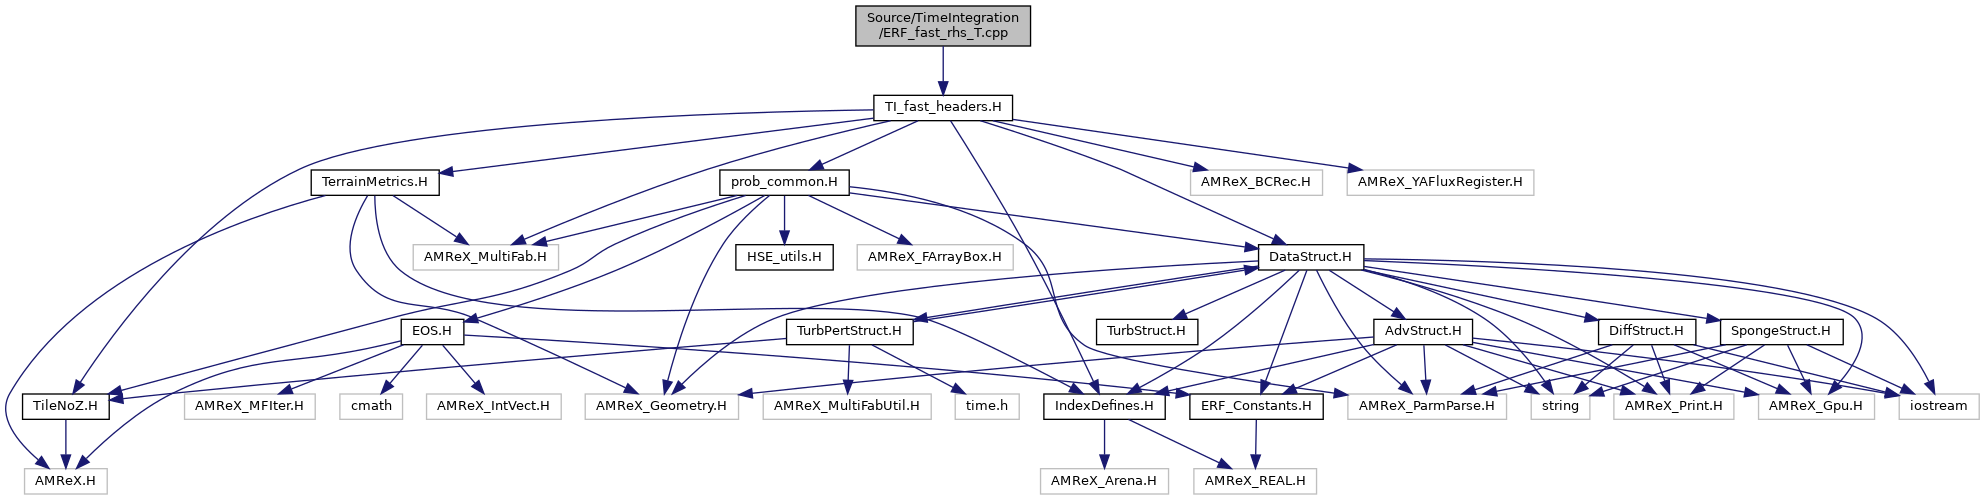 Source/TimeIntegration
/ERF_fast_rhs_T.cpp
TI_fast_headers.H
TerrainMetrics.H
prob_common.H
AMReX_BCRec.H
AMReX_YAFluxRegister.H
AMReX_MultiFab.H
HSE_utils.H
AMReX_FArrayBox.H
DataStruct.H
EOS.H
TurbPertStruct.H
TurbStruct.H
AdvStruct.H
DiffStruct.H
SpongeStruct.H
TileNoZ.H
AMReX_MFIter.H
cmath
AMReX_IntVect.H
AMReX_Geometry.H
AMReX_MultiFabUtil.H
time.h
IndexDefines.H
ERF_Constants.H
AMReX_ParmParse.H
string
AMReX_Print.H
AMReX_Gpu.H
iostream
AMReX.H
AMReX_Arena.H
AMReX_REAL.H